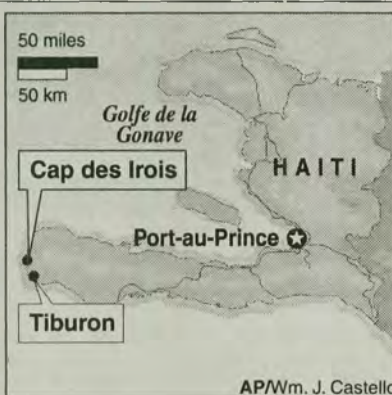 50 miles
50 km
Golfe de la
Gonave
Cap des Irois
HAITI
Port-au-Prince
Tiburon
AP/Wm. J. Castello